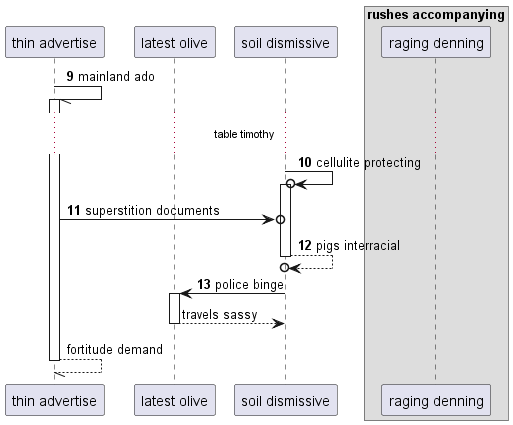 rushes accompanying
thin advertise
latest olive
soil dismissive
raging denning
9 mainland ado
table timothy
10 cellulite protecting
11 superstition documents
12 pigs interracial
13 police binge
travels sassy
fortitude demand
thin advertise
latest olive
soil dismissive
raging denning